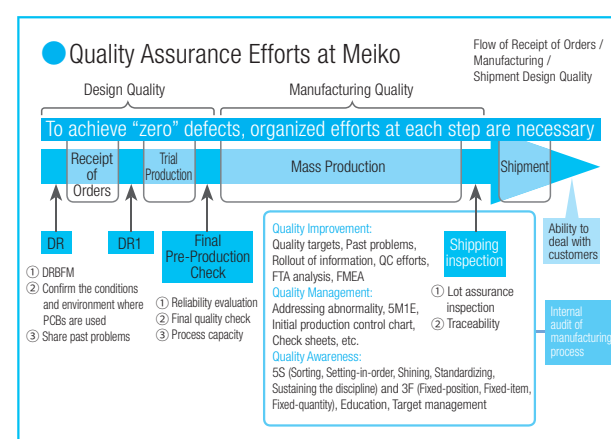 Quality Assurance Efforts at Meiko
Flow of Receipt of Orders /
Manufacturing /
Shipment Design Quality
Design Quality
Manufacturing Quality
To achieve “zero” defects, organized efforts at each step are necessary
Receipt
of
Orders
Trial
Production
Mass Production
Shipment
DR
① DRBFM
② Confirm the conditions
and environment where
PCBs are used
③ Share past problems
DR1
Final
Pre-Production
Check
① Reliability evaluation
② Final quality check
③ Process capacity
Quality Improvement:
Quality targets, Past problems,
Rollout of information, QC efforts,
FTA analysis, FMEA
Quality Management:
Addressing abnormality, 5M1E,
Initial production control chart,
Check sheets, etc.
Quality Awareness:
5S (Sorting, Setting-in-order, Shining, Standardizing,
Sustaining the discipline) and 3F (Fixed-position, Fixed-item,
Fixed-quantity), Education, Target management
Shipping
inspection
① Lot assurance
inspection
② Traceability
Ability to
deal with
customers
Internal
audit of
manufacturing
process